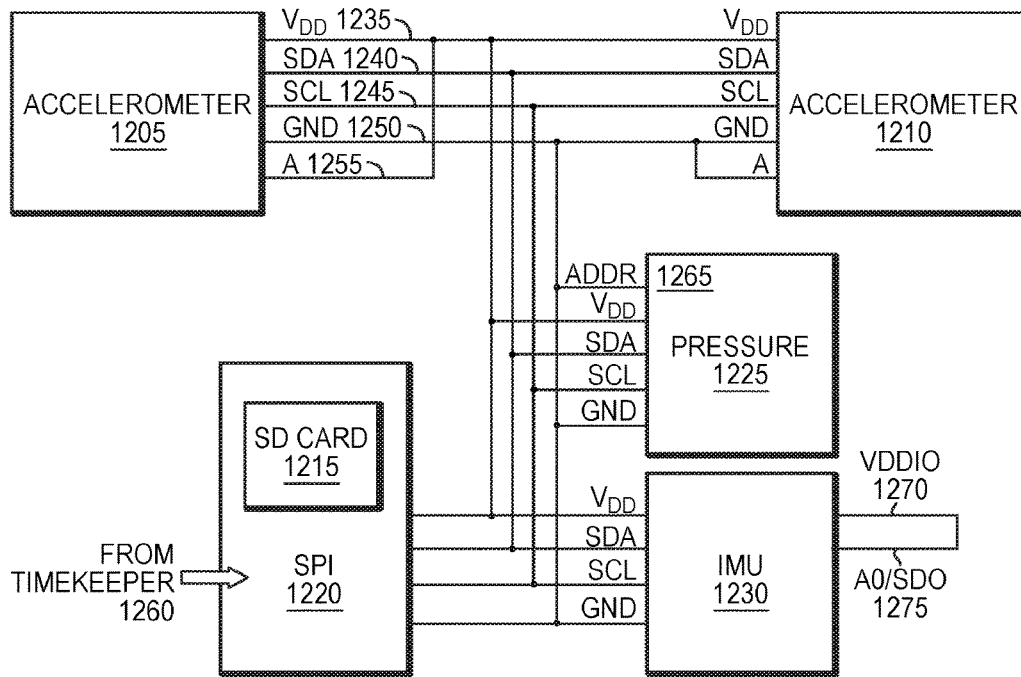 VDD 1235
SDA 1240
SCL 1245
GND 1250
A 1255
ACCELEROMETER
1205
VDD
SDA
SCL
GND
A
ACCELEROMETER
1210
ADDR
VDD
SDA
SCL
GND
1265
PRESSURE
1225
SD CARD
1215
SPI
1220
FROM
TIMEKEEPER
1260
VDD
SDA
SCL
GND
IMU
1230
VDDIO
1270
A0/SDO
1275